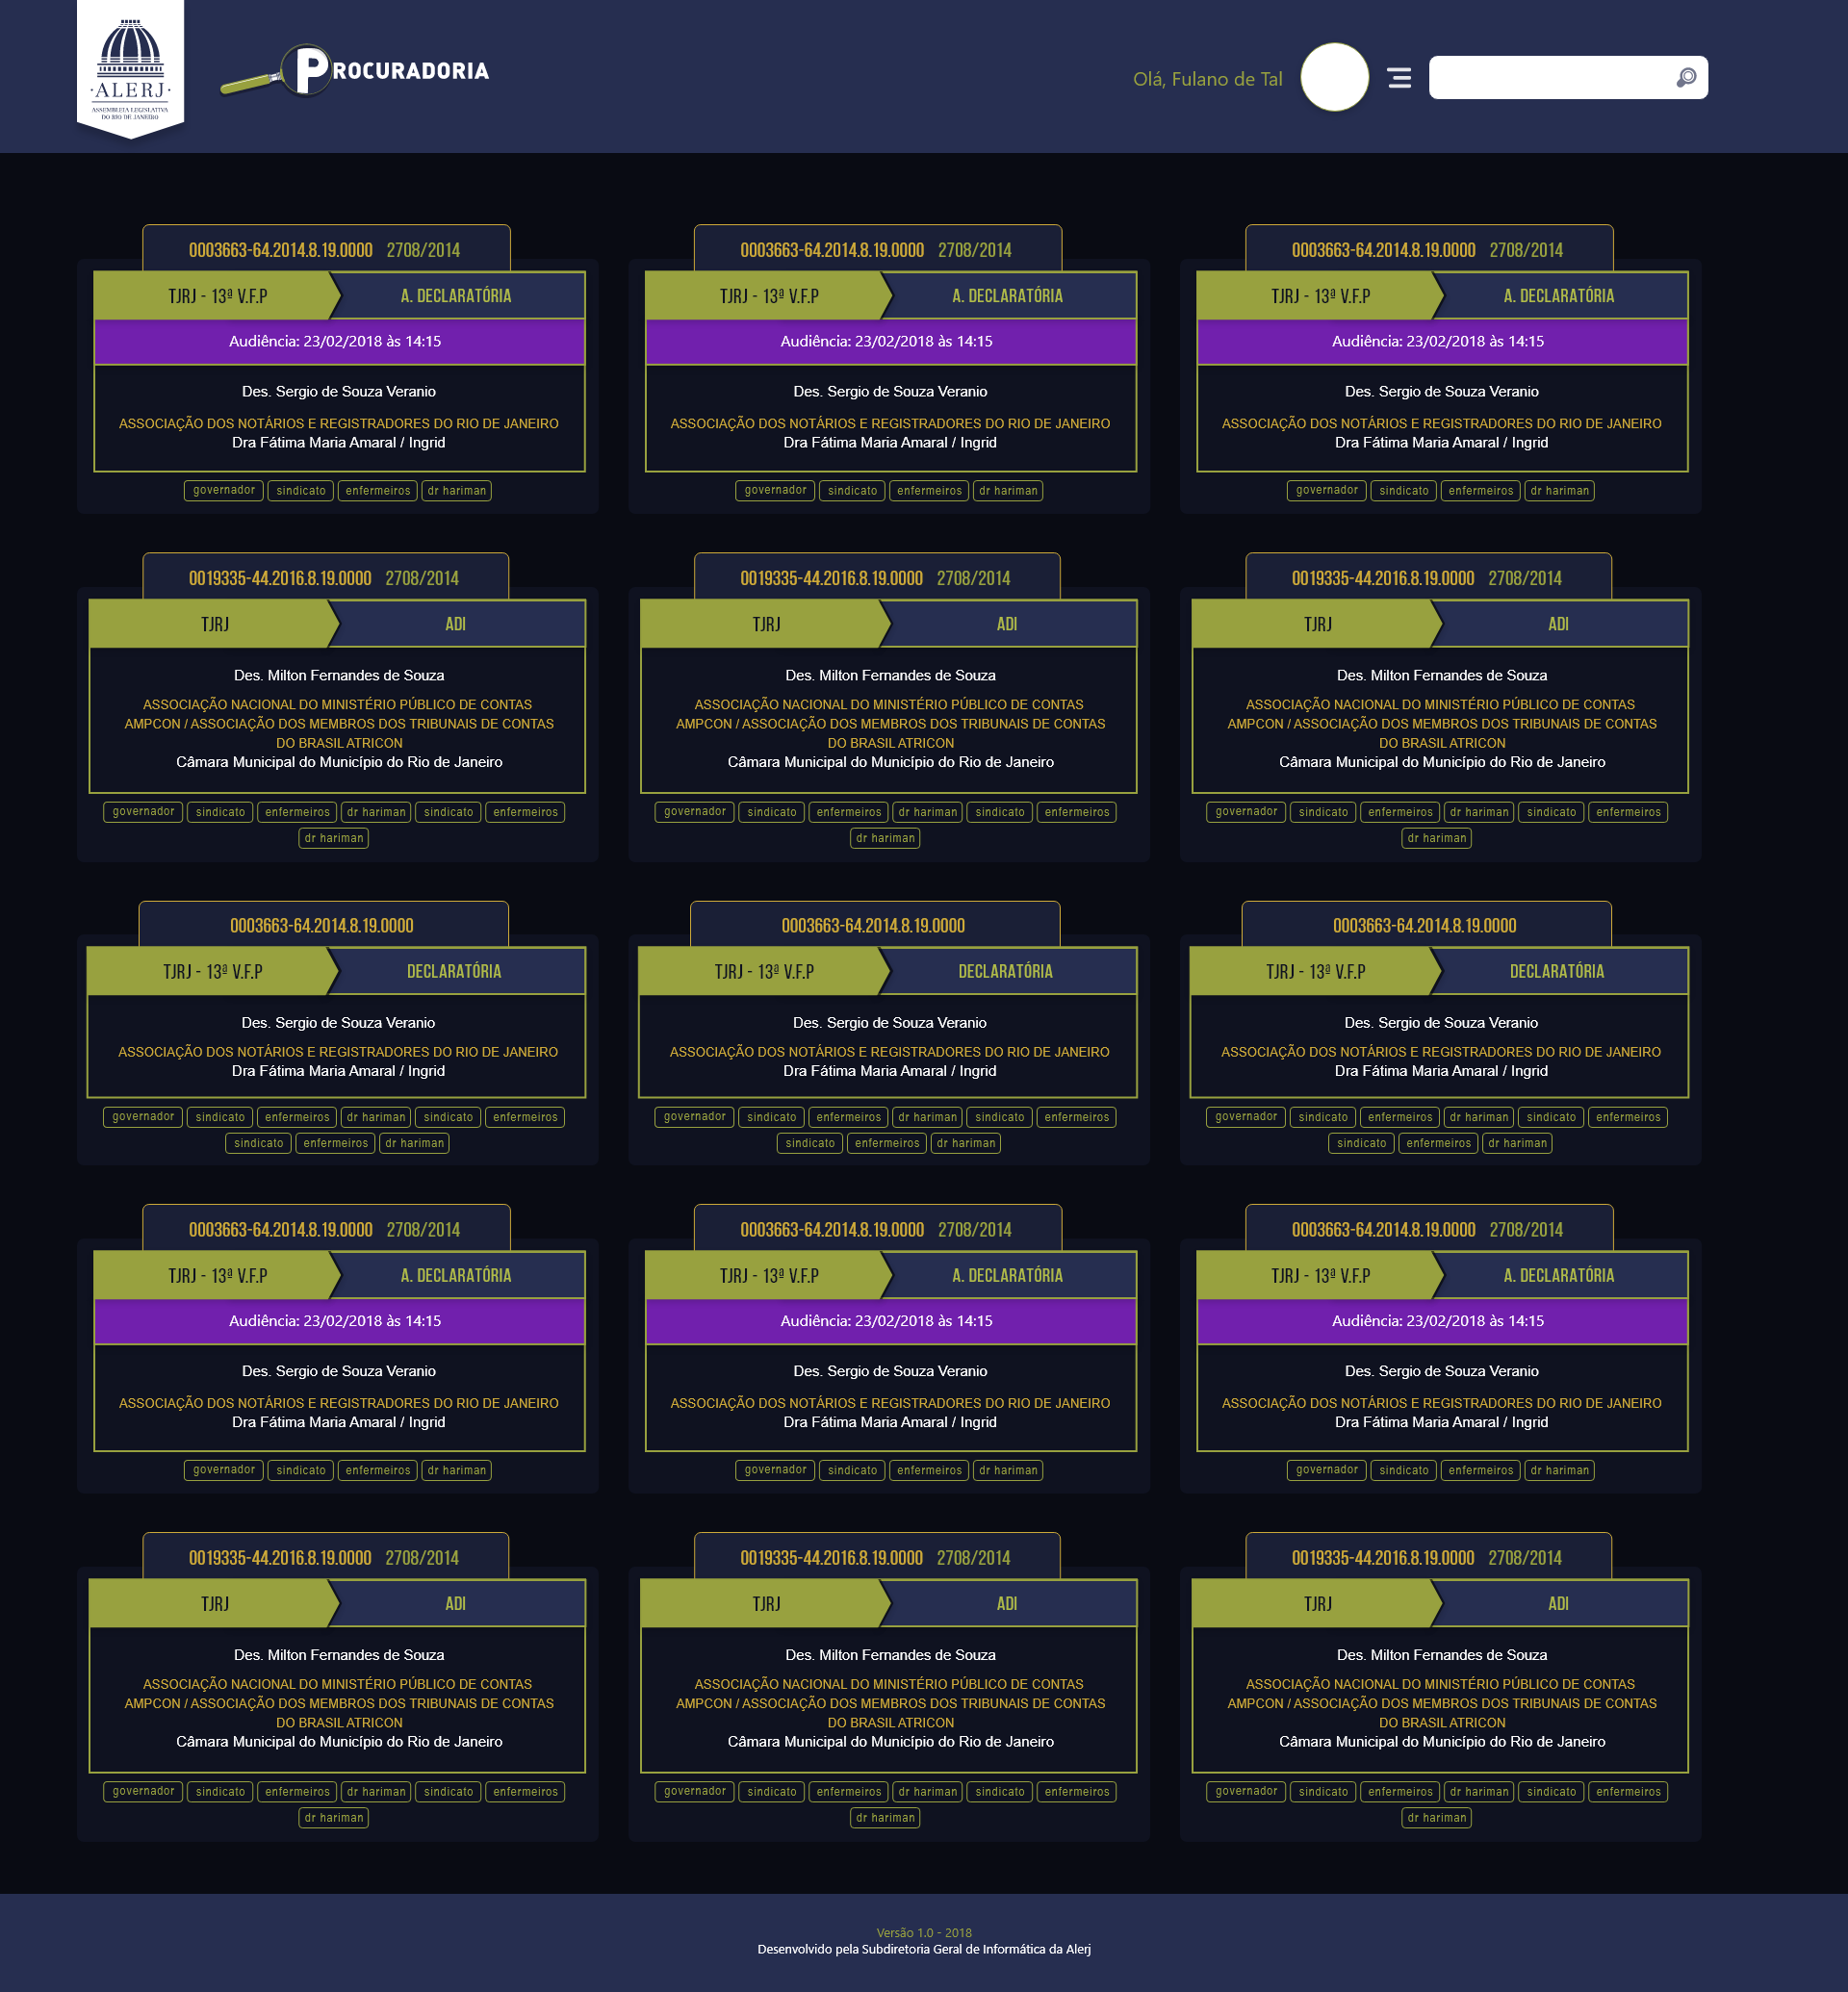 ALERJ
ASSEMBLEIA LEGISLATIVA
DO RIO DE JANEIRO
PROCURADORIA
Olá, Fulano de Tal
0003663-64.2014.8.19.0000 2708/2014
TJRJ - 13ª V.F.P A. DECLARATÓRIA
Audiência: 23/02/2018 às 14:15
Des. Sergio de Souza Veranio
ASSOCIAÇÃO DOS NOTÁRIOS E REGISTRADORES DO RIO DE JANEIRO
Dra Fátima Maria Amaral / Ingrid
governador sindicato enfermeiros dr hariman
0003663-64.2014.8.19.0000 2708/2014
TJRJ - 13ª V.F.P A. DECLARATÓRIA
Audiência: 23/02/2018 às 14:15
Des. Sergio de Souza Veranio
ASSOCIAÇÃO DOS NOTÁRIOS E REGISTRADORES DO RIO DE JANEIRO
Dra Fátima Maria Amaral / Ingrid
governador sindicato enfermeiros dr hariman
0003663-64.2014.8.19.0000 2708/2014
TJRJ - 13ª V.F.P A. DECLARATÓRIA
Audiência: 23/02/2018 às 14:15
Des. Sergio de Souza Veranio
ASSOCIAÇÃO DOS NOTÁRIOS E REGISTRADORES DO RIO DE JANEIRO
Dra Fátima Maria Amaral / Ingrid
governador sindicato enfermeiros dr hariman
0019335-44.2016.8.19.0000 2708/2014
TJRJ ADI
Des. Milton Fernandes de Souza
ASSOCIAÇÃO NACIONAL DO MINISTÉRIO PÚBLICO DE CONTAS
AMPCON / ASSOCIAÇÃO DOS MEMBROS DOS TRIBUNAIS DE CONTAS
DO BRASIL ATRICON
Câmara Municipal do Município do Rio de Janeiro
governador sindicato enfermeiros dr hariman sindicato enfermeiros
dr hariman
0019335-44.2016.8.19.0000 2708/2014
TJRJ ADI
Des. Milton Fernandes de Souza
ASSOCIAÇÃO NACIONAL DO MINISTÉRIO PÚBLICO DE CONTAS
AMPCON / ASSOCIAÇÃO DOS MEMBROS DOS TRIBUNAIS DE CONTAS
DO BRASIL ATRICON
Câmara Municipal do Município do Rio de Janeiro
governador sindicato enfermeiros dr hariman sindicato enfermeiros
dr hariman
0019335-44.2016.8.19.0000 2708/2014
TJRJ ADI
Des. Milton Fernandes de Souza
ASSOCIAÇÃO NACIONAL DO MINISTÉRIO PÚBLICO DE CONTAS
AMPCON / ASSOCIAÇÃO DOS MEMBROS DOS TRIBUNAIS DE CONTAS
DO BRASIL ATRICON
Câmara Municipal do Município do Rio de Janeiro
governador sindicato enfermeiros dr hariman sindicato enfermeiros
dr hariman
0003663-64.2014.8.19.0000
TJRJ - 13ª V.F.P DECLARATÓRIA
Des. Sergio de Souza Veranio
ASSOCIAÇÃO DOS NOTÁRIOS E REGISTRADORES DO RIO DE JANEIRO
Dra Fátima Maria Amaral / Ingrid
governador sindicato enfermeiros dr hariman sindicato enfermeiros
sindicato enfermeiros dr hariman
0003663-64.2014.8.19.0000
TJRJ - 13ª V.F.P DECLARATÓRIA
Des. Sergio de Souza Veranio
ASSOCIAÇÃO DOS NOTÁRIOS E REGISTRADORES DO RIO DE JANEIRO
Dra Fátima Maria Amaral / Ingrid
governador sindicato enfermeiros dr hariman sindicato enfermeiros
sindicato enfermeiros dr hariman
0003663-64.2014.8.19.0000
TJRJ - 13ª V.F.P DECLARATÓRIA
Des. Sergio de Souza Veranio
ASSOCIAÇÃO DOS NOTÁRIOS E REGISTRADORES DO RIO DE JANEIRO
Dra Fátima Maria Amaral / Ingrid
governador sindicato enfermeiros dr hariman sindicato enfermeiros
sindicato enfermeiros dr hariman
0003663-64.2014.8.19.0000 2708/2014
TJRJ - 13ª V.F.P A. DECLARATÓRIA
Audiência: 23/02/2018 às 14:15
Des. Sergio de Souza Veranio
ASSOCIAÇÃO DOS NOTÁRIOS E REGISTRADORES DO RIO DE JANEIRO
Dra Fátima Maria Amaral / Ingrid
governador sindicato enfermeiros dr hariman
0003663-64.2014.8.19.0000 2708/2014
TJRJ - 13ª V.F.P A. DECLARATÓRIA
Audiência: 23/02/2018 às 14:15
Des. Sergio de Souza Veranio
ASSOCIAÇÃO DOS NOTÁRIOS E REGISTRADORES DO RIO DE JANEIRO
Dra Fátima Maria Amaral / Ingrid
governador sindicato enfermeiros dr hariman
0003663-64.2014.8.19.0000 2708/2014
TJRJ - 13ª V.F.P A. DECLARATÓRIA
Audiência: 23/02/2018 às 14:15
Des. Sergio de Souza Veranio
ASSOCIAÇÃO DOS NOTÁRIOS E REGISTRADORES DO RIO DE JANEIRO
Dra Fátima Maria Amaral / Ingrid
governador sindicato enfermeiros dr hariman
0019335-44.2016.8.19.0000 2708/2014
TJRJ ADI
Des. Milton Fernandes de Souza
ASSOCIAÇÃO NACIONAL DO MINISTÉRIO PÚBLICO DE CONTAS
AMPCON / ASSOCIAÇÃO DOS MEMBROS DOS TRIBUNAIS DE CONTAS
DO BRASIL ATRICON
Câmara Municipal do Município do Rio de Janeiro
governador sindicato enfermeiros dr hariman sindicato enfermeiros
dr hariman
0019335-44.2016.8.19.0000 2708/2014
TJRJ ADI
Des. Milton Fernandes de Souza
ASSOCIAÇÃO NACIONAL DO MINISTÉRIO PÚBLICO DE CONTAS
AMPCON / ASSOCIAÇÃO DOS MEMBROS DOS TRIBUNAIS DE CONTAS
DO BRASIL ATRICON
Câmara Municipal do Município do Rio de Janeiro
governador sindicato enfermeiros dr hariman sindicato enfermeiros
dr hariman
0019335-44.2016.8.19.0000 2708/2014
TJRJ ADI
Des. Milton Fernandes de Souza
ASSOCIAÇÃO NACIONAL DO MINISTÉRIO PÚBLICO DE CONTAS
AMPCON / ASSOCIAÇÃO DOS MEMBROS DOS TRIBUNAIS DE CONTAS
DO BRASIL ATRICON
Câmara Municipal do Município do Rio de Janeiro
governador sindicato enfermeiros dr hariman sindicato enfermeiros
dr hariman
Versão 1.0 - 2018
Desenvolvido pela Subdiretoria Geral de Informática da Alerj